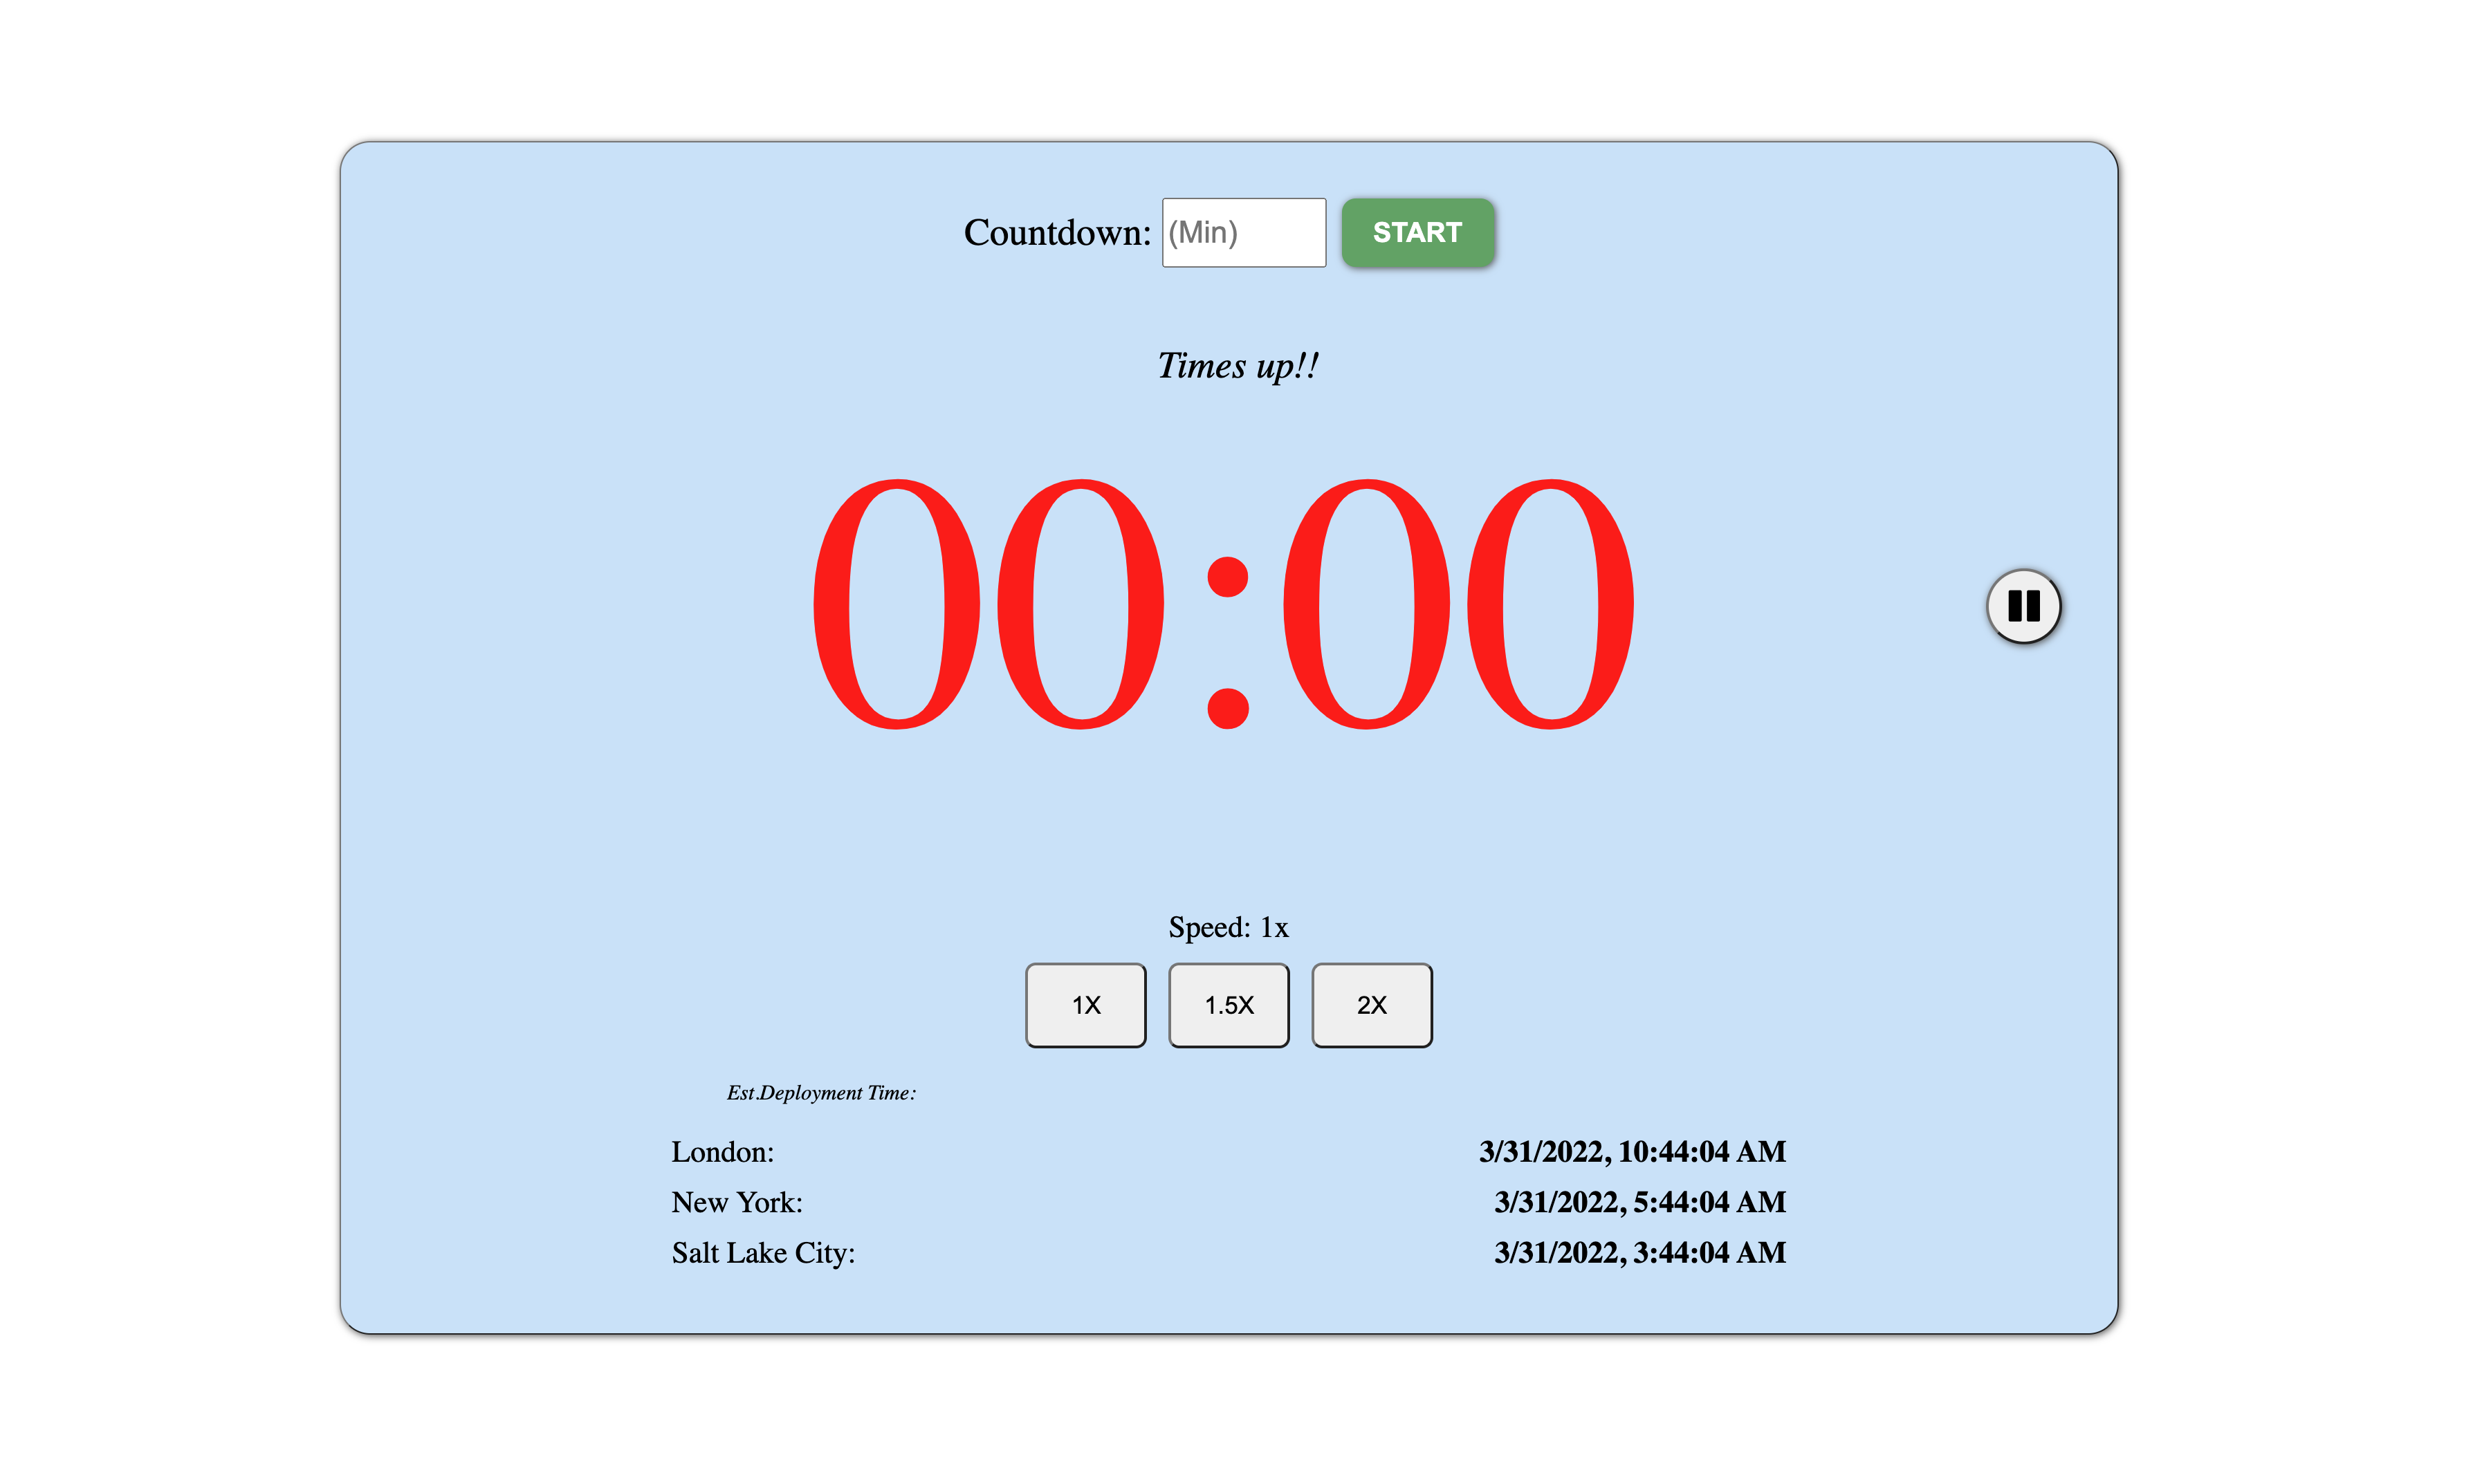 Countdown: (Min) START
Times up!!
00:00
Speed: 1x
1X 1.5X 2X
Est.Deployment Time:
London: 3/31/2022, 10:44:04 AM
New York: 3/31/2022, 5:44:04 AM
Salt Lake City: 3/31/2022, 3:44:04 AM